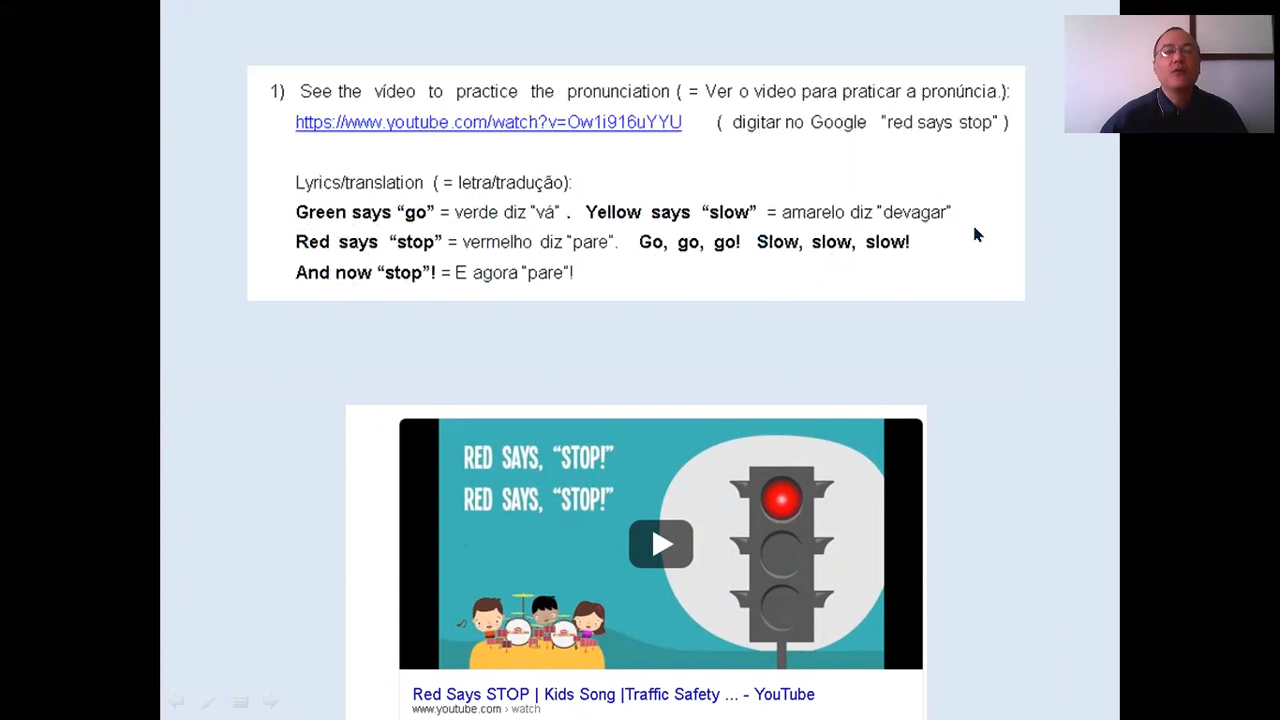 1) See the vídeo to practice the pronunciation ( = Ver o video para praticar a pronúncia.):
https://www.youtube.com/watch?v=Ow1i916uYYU ( digitar no Google "red says stop" )
Lyrics/translation ( = letra/tradução):
Green says “go” = verde diz "vá" . Yellow says “slow” = amarelo diz "devagar"
Red says “stop” = vermelho diz "pare". Go, go, go! Slow, slow, slow!
And now “stop”! = E agora "pare"!
RED SAYS, “STOP!”
RED SAYS, “STOP!”
Red Says STOP | Kids Song |Traffic Safety ... - YouTube
www.youtube.com › watch